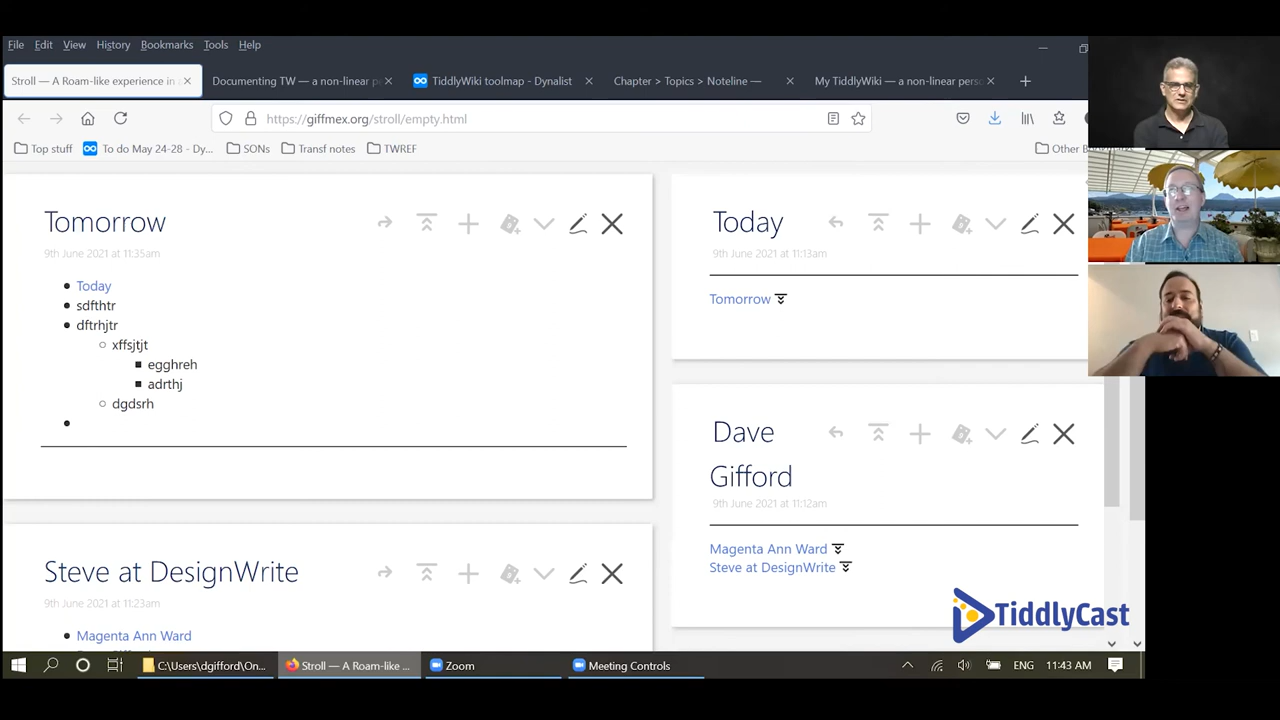 File Edit View History Bookmarks Tools Help
Stroll — A Roam-like experience in
Documenting TW — a non-linear pe
TiddlyWiki toolmap - Dynalist
Chapter > Topics > Noteline —
My TiddlyWiki — a non-linear perso
https://giffmex.org/stroll/empty.html
Top stuff
To do May 24-28 - Dy...
SONs
Transf notes
TWREF
Other
Tomorrow
9th June 2021 at 11:35am
Today
sdfthtr
dftrhjtr
xffsjtjt
egghreh
adrthj
dgdsrh
Steve at DesignWrite
9th June 2021 at 11:23am
Magenta Ann Ward
Today
9th June 2021 at 11:13am
Tomorrow
Dave
Gifford
9th June 2021 at 11:12am
Magenta Ann Ward
Steve at DesignWrite
TiddlyCast
C:\Users\dgifford\On...
Stroll — A Roam-like ...
Zoom
Meeting Controls
ENG
11:43 AM